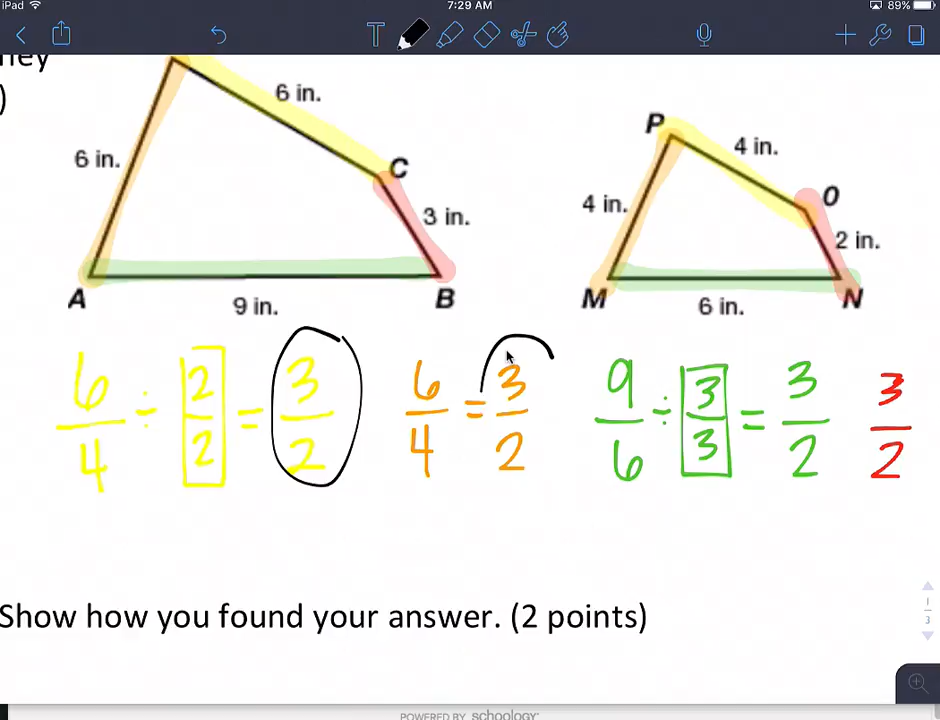 iPad 7:29 AM 89%
T
hey
)
6 in.
6 in.
C
3 in.
A
9 in.
B
P
4 in.
4 in.
O
2 in.
M
6 in.
N
6/4 ÷ 2/2 = 3/2
6/4 = 3/2
9/6 ÷ 3/3 = 3/2
3/2
Show how you found your answer. (2 points)
1/3
POWERED BY schoology